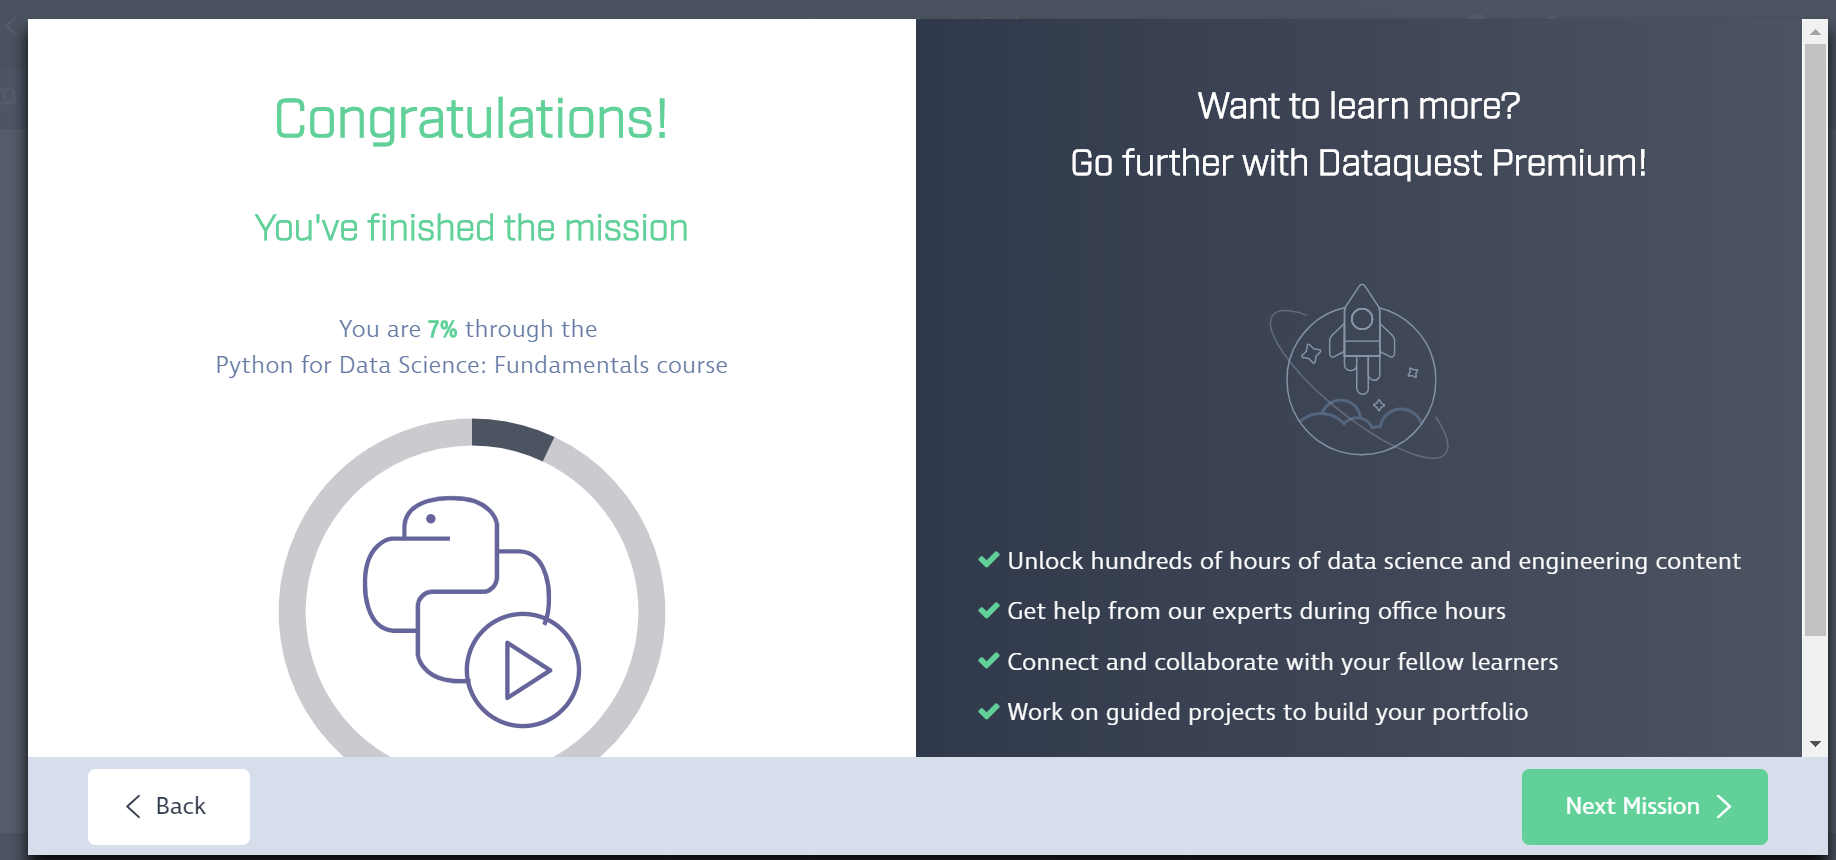 Congratulations!
You've finished the mission
You are 7% through the
Python for Data Science: Fundamentals course
Want to learn more?
Go further with Dataquest Premium!
Unlock hundreds of hours of data science and engineering content
Get help from our experts during office hours
Connect and collaborate with your fellow learners
Work on guided projects to build your portfolio
Back
Next Mission